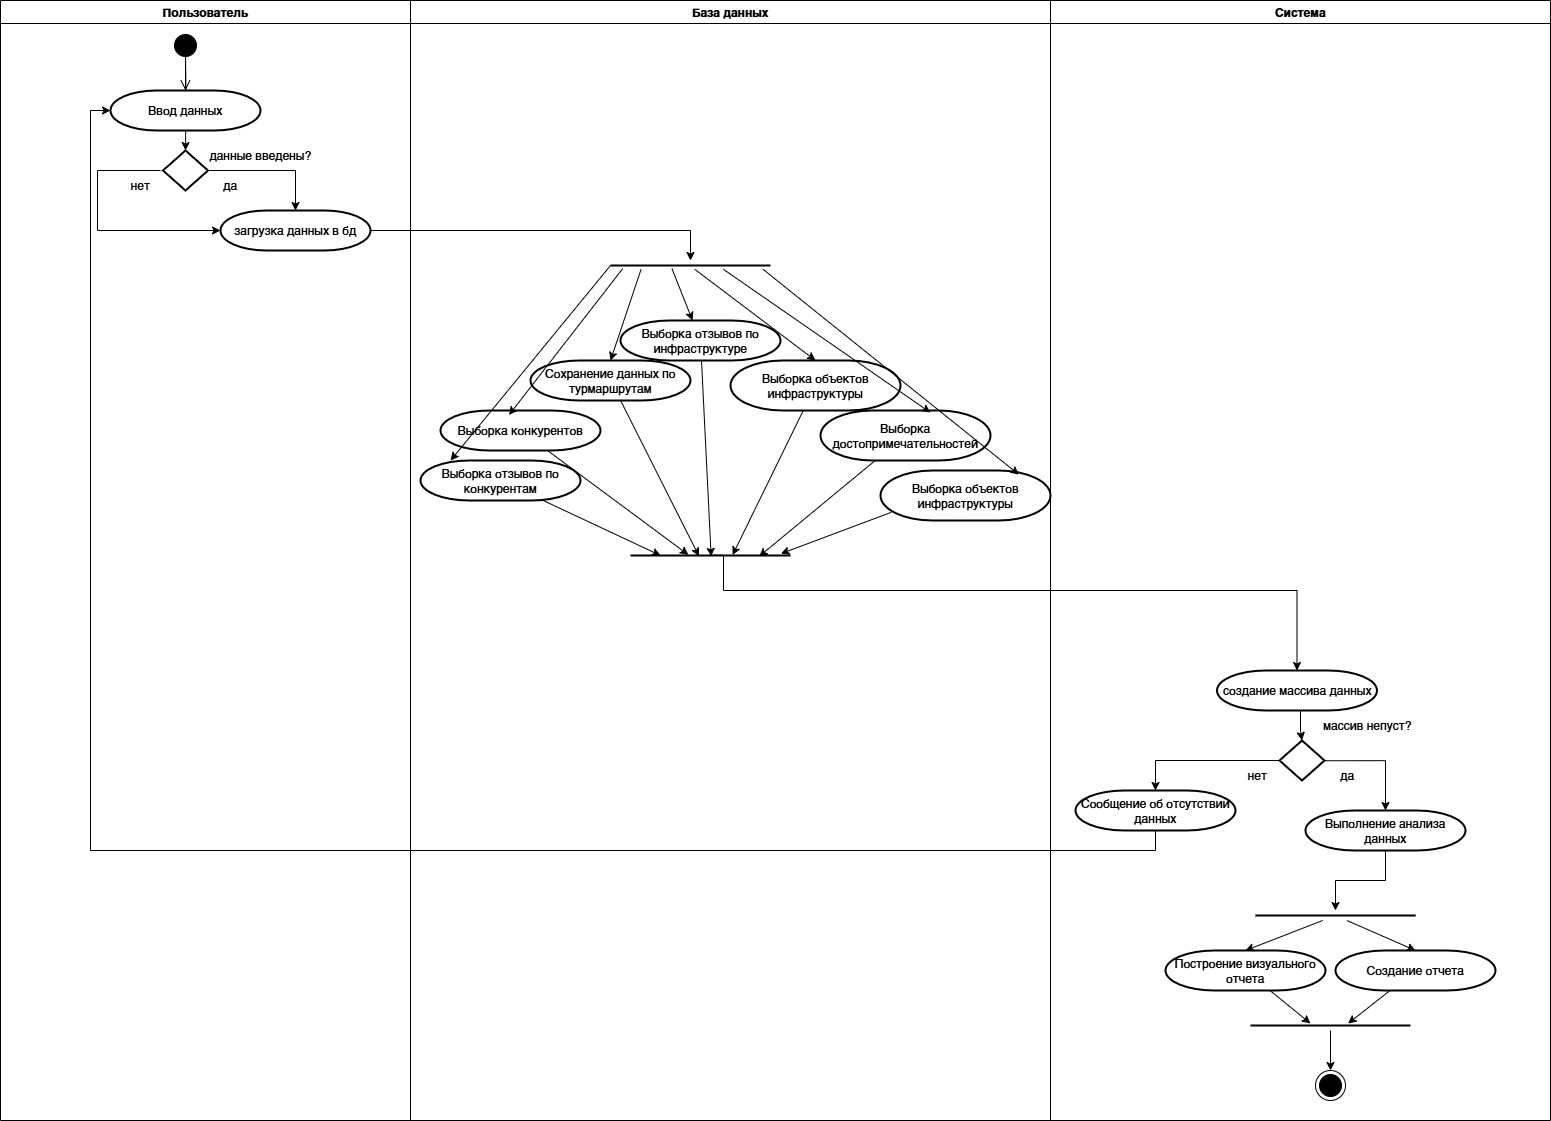 Пользователь
База данных
Система
Ввод данных
данные введены?
нет
да
загрузка данных в бд
Выборка отзывов по
инфраструктуре
Сохранение данных по
турмаршрутам
Выборка объектов
инфраструктуры
Выборка конкурентов
Выборка
достопримечательностей
Выборка отзывов по
конкурентам
Выборка объектов
инфраструктуры
создание массива данных
массив непуст?
нет
да
Сообщение об отсутствии
данных
Выполнение анализа
данных
Построение визуального
отчета
Создание отчета